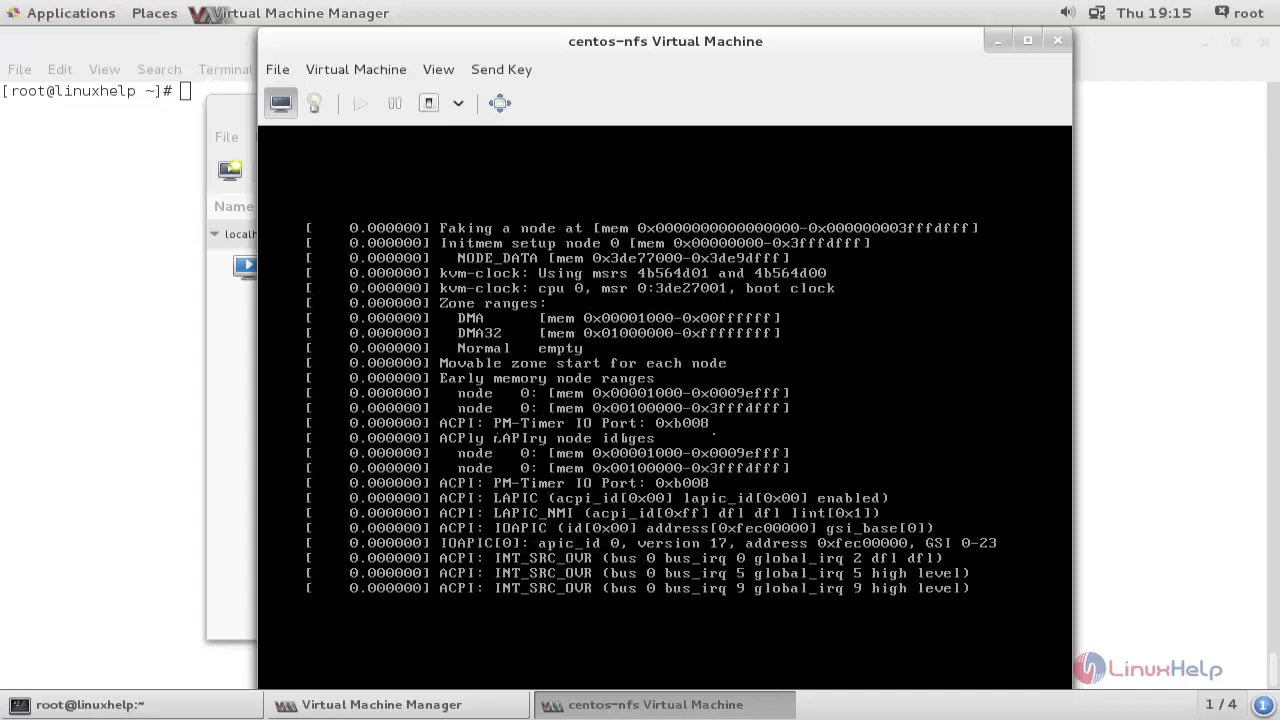 Applications Places Virtual Machine Manager Thu 19:15 root
centos-nfs Virtual Machine
File Edit View Search Terminal
File Virtual Machine View Send Key
[root@linuxhelp ~]#
File
Name
localh
[ 0.000000] Faking a node at [mem 0x0000000000000000-0x000000003fffdfff]
[ 0.000000] Initmem setup node 0 [mem 0x00000000-0x3fffdfff]
[ 0.000000] NODE_DATA [mem 0x3de77000-0x3de9dfff]
[ 0.000000] kvm-clock: Using msrs 4b564d01 and 4b564d00
[ 0.000000] kvm-clock: cpu 0, msr 0:3de27001, boot clock
[ 0.000000] Zone ranges:
[ 0.000000] DMA [mem 0x00001000-0x00ffffff]
[ 0.000000] DMA32 [mem 0x01000000-0xffffffff]
[ 0.000000] Normal empty
[ 0.000000] Movable zone start for each node
[ 0.000000] Early memory node ranges
[ 0.000000] node 0: [mem 0x00001000-0x0009efff]
[ 0.000000] node 0: [mem 0x00100000-0x3fffdfff]
[ 0.000000] ACPI: PM-Timer IO Port: 0xb008
[ 0.000000] node
[ 0.000000] node 0: [mem 0x00001000-0x0009efff]
[ 0.000000] node 0: [mem 0x00100000-0x3fffdfff]
[ 0.000000] ACPI: PM-Timer IO Port: 0xb008
[ 0.000000] ACPI: LAPIC (acpi_id[0x00] lapic_id[0x00] enabled)
[ 0.000000] ACPI: LAPIC_NMI (acpi_id[0xff] dfl dfl lint[0x1])
[ 0.000000] ACPI: IOAPIC (id[0x00] address[0xfec00000] gsi_base[0])
[ 0.000000] IOAPIC[0]: apic_id 0, version 17, address 0xfec00000, GSI 0-23
[ 0.000000] ACPI: INT_SRC_OVR (bus 0 bus_irq 0 global_irq 2 dfl dfl)
[ 0.000000] ACPI: INT_SRC_OVR (bus 0 bus_irq 5 global_irq 5 high level)
[ 0.000000] ACPI: INT_SRC_OVR (bus 0 bus_irq 9 global_irq 9 high level)
LinuxHelp
root@linuxhelp:~ Virtual Machine Manager centos-nfs Virtual Machine 1 / 4 1